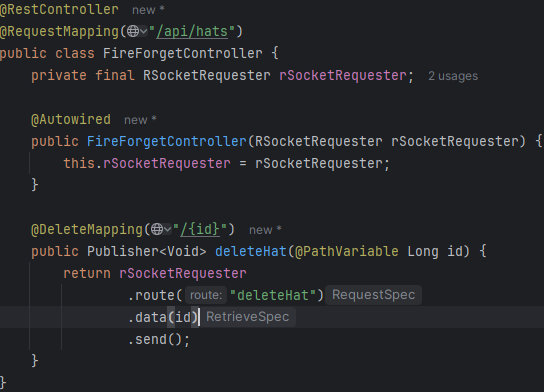 @RestController new *
@RequestMapping("/api/hats")
public class FireForgetController {
private final RSocketRequester rSocketRequester; 2 usages
@Autowired new *
public FireForgetController(RSocketRequester rSocketRequester) {
this.rSocketRequester = rSocketRequester;
}
@DeleteMapping("/{id}") new *
public Publisher<Void> deleteHat(@PathVariable Long id) {
return rSocketRequester
.route( route: "deleteHat") RequestSpec
.data(id) RetrieveSpec
.send();
}
}